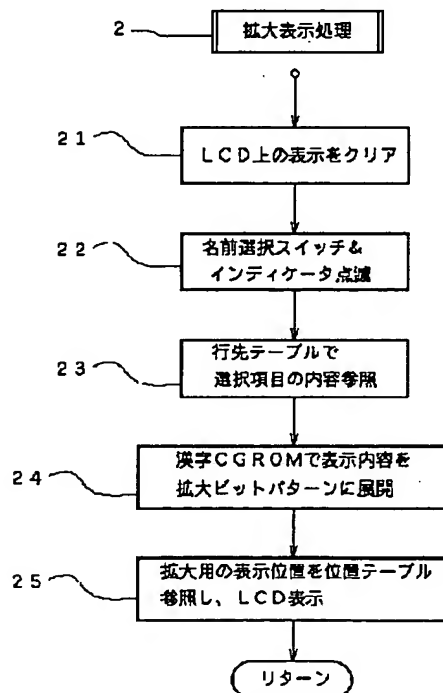 2
拡大表示処理
21
LCD上の表示をクリア
22
名前選択スイッチ&
インディケータ点滅
23
行先テーブルで
選択項目の内容参照
24
漢字CGROMで表示内容を
拡大ビットパターンに展開
25
拡大用の表示位置を位置テーブル
参照し、LCD表示
リターン